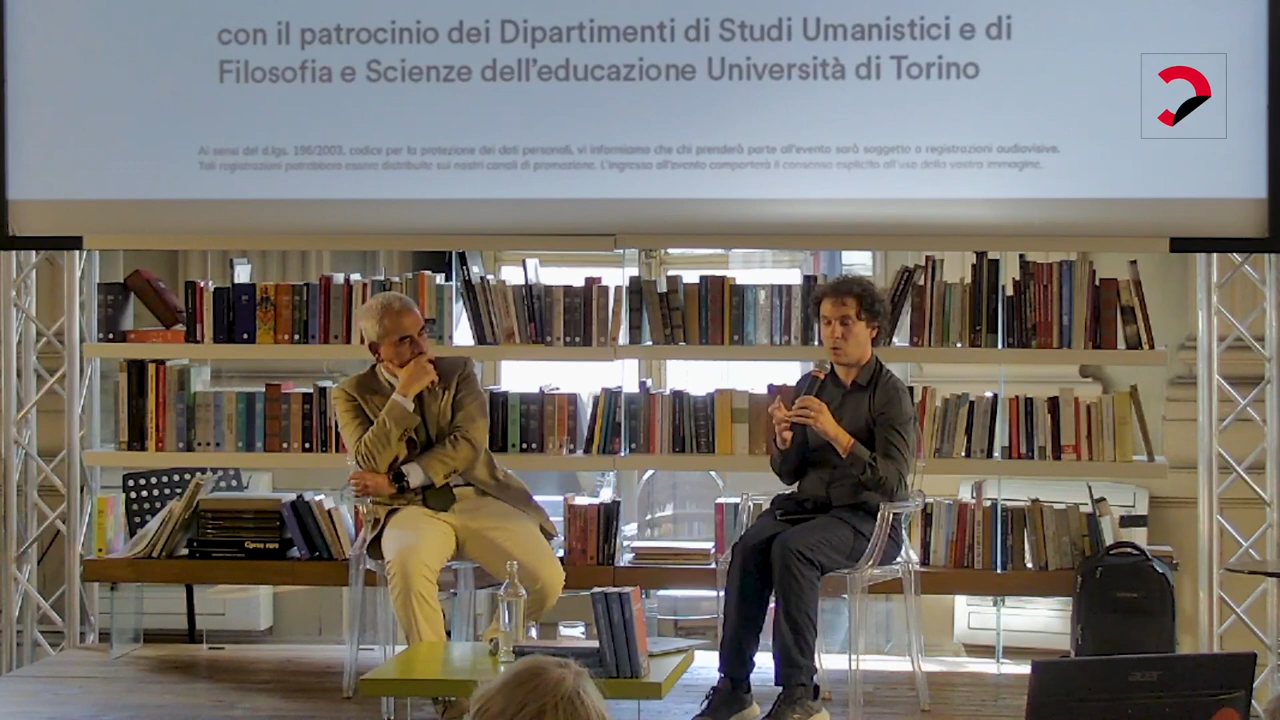 con il patrocinio dei Dipartimenti di Studi Umanistici e di
Filosofia e Scienze dell'educazione Università di Torino
Ai sensi del d.lgs. 196/2003, codice per la protezione dei dati personali, vi informiamo che chi prenderà parte all'evento sarà soggetto a registrazioni audiovisive.
Tali registrazioni potrebbero essere distribuite sui nostri canali di promozione. L'ingresso all'evento comporterà il consenso esplicito all'uso della vostra immagine.
acer